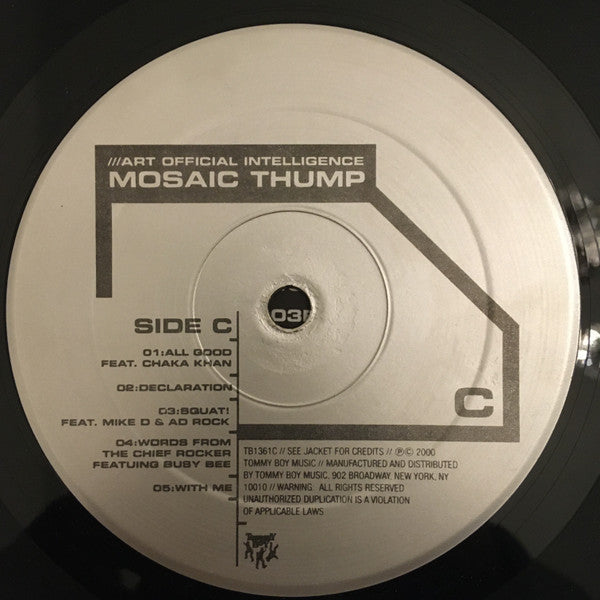 ///ART OFFICIAL INTELLIGENCE
MOSAIC THUMP
SIDE C
01:ALL GOOD
FEAT. CHAKA KHAN
02:DECLARATION
03:SQUAT!
FEAT. MIKE D & AD ROCK
04:WORDS FROM
THE CHIEF ROCKER
FEATUING BUSY BEE
05:WITH ME
C
TB1361C // SEE JACKET FOR CREDITS // ℗© 2000
TOMMY BOY MUSIC // MANUFACTURED AND DISTRIBUTED
BY TOMMY BOY MUSIC. 902 BROADWAY, NEW YORK, NY
10010 // WARNING. ALL RIGHTS RESERVED
UNAUTHORIZED DUPLICATION IS A VIOLATION
OF APPLICABLE LAWS